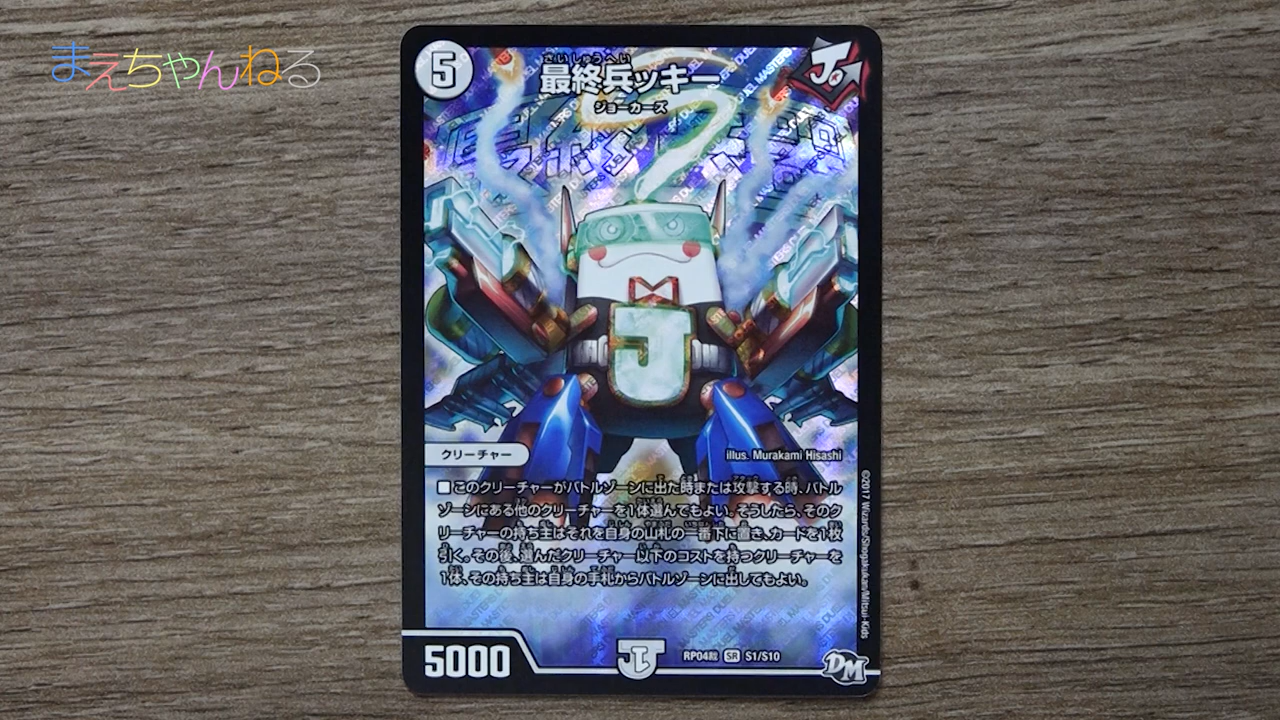 まえちゃんねる
5
さいしゅうへい
最終兵ッキー
ジョーカーズ
J
J
クリーチャー
illus. Murakami Hisashi
■このクリーチャーがバトルゾーンに出た時または攻撃する時、バトル
ゾーンにある他のクリーチャーを1体選んでもよい。そうしたら、そのク
リーチャーの持ち主はそれを自身の山札の一番下に置き、カードを1枚
引く。その後、選んだクリーチャー以下のコストを持つクリーチャーを
1体、その持ち主は自身の手札からバトルゾーンに出してもよい。
©2017 Wizards/Shogakukan/Mitsui-Kids
5000
RP04裁 SR S1/S10
DM